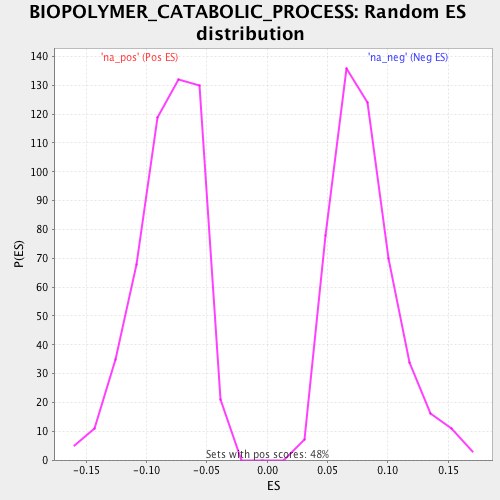 BIOPOLYMER_CATABOLIC_PROCESS: Random ES
distribution
'na_pos' (Pos ES)
'na_neg' (Neg ES)
140
130
120
110
100
90
80
70
60
50
40
30
20
10
0
P(ES)
Sets with pos scores: 48%
-0.15 -0.10 -0.05 0.00 0.05 0.10 0.15
ES